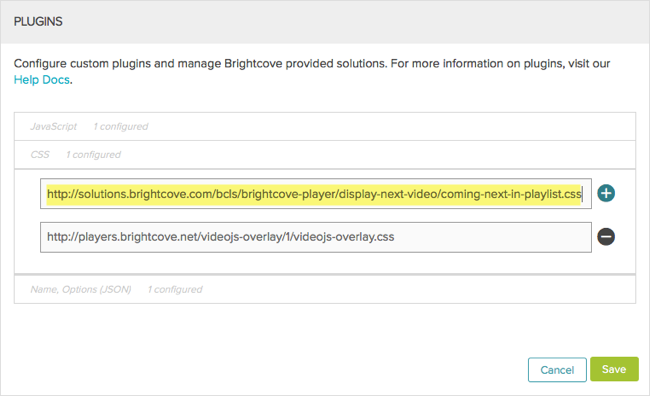 PLUGINS
Configure custom plugins and manage Brightcove provided solutions. For more information on plugins, visit our
Help Docs.
JavaScript 1 configured
CSS 1 configured
http://solutions.brightcove.com/bcls/brightcove-player/display-next-video/coming-next-in-playlist.css
http://players.brightcove.net/videojs-overlay/1/videojs-overlay.css
Name, Options (JSON) 1 configured
Cancel Save